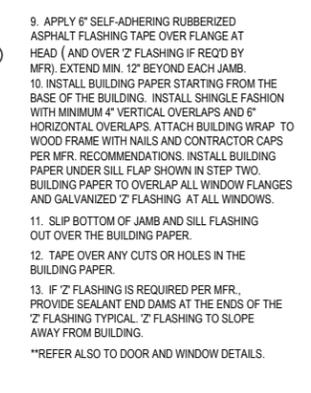 9. APPLY 6" SELF-ADHERING RUBBERIZED
ASPHALT FLASHING TAPE OVER FLANGE AT
HEAD ( AND OVER 'Z' FLASHING IF REQ'D BY
MFR). EXTEND MIN. 12" BEYOND EACH JAMB.
10. INSTALL BUILDING PAPER STARTING FROM THE
BASE OF THE BUILDING. INSTALL SHINGLE FASHION
WITH MINIMUM 4" VERTICAL OVERLAPS AND 6"
HORIZONTAL OVERLAPS. ATTACH BUILDING WRAP TO
WOOD FRAME WITH NAILS AND CONTRACTOR CAPS
PER MFR. RECOMMENDATIONS. INSTALL BUILDING
PAPER UNDER SILL FLAP SHOWN IN STEP TWO.
BUILDING PAPER TO OVERLAP ALL WINDOW FLANGES
AND GALVANIZED 'Z' FLASHING AT ALL WINDOWS.
11. SLIP BOTTOM OF JAMB AND SILL FLASHING
OUT OVER THE BUILDING PAPER.
12. TAPE OVER ANY CUTS OR HOLES IN THE
BUILDING PAPER.
13. IF 'Z' FLASHING IS REQUIRED PER MFR.,
PROVIDE SEALANT END DAMS AT THE ENDS OF THE
'Z' FLASHING TYPICAL. 'Z' FLASHING TO SLOPE
AWAY FROM BUILDING.
**REFER ALSO TO DOOR AND WINDOW DETAILS.